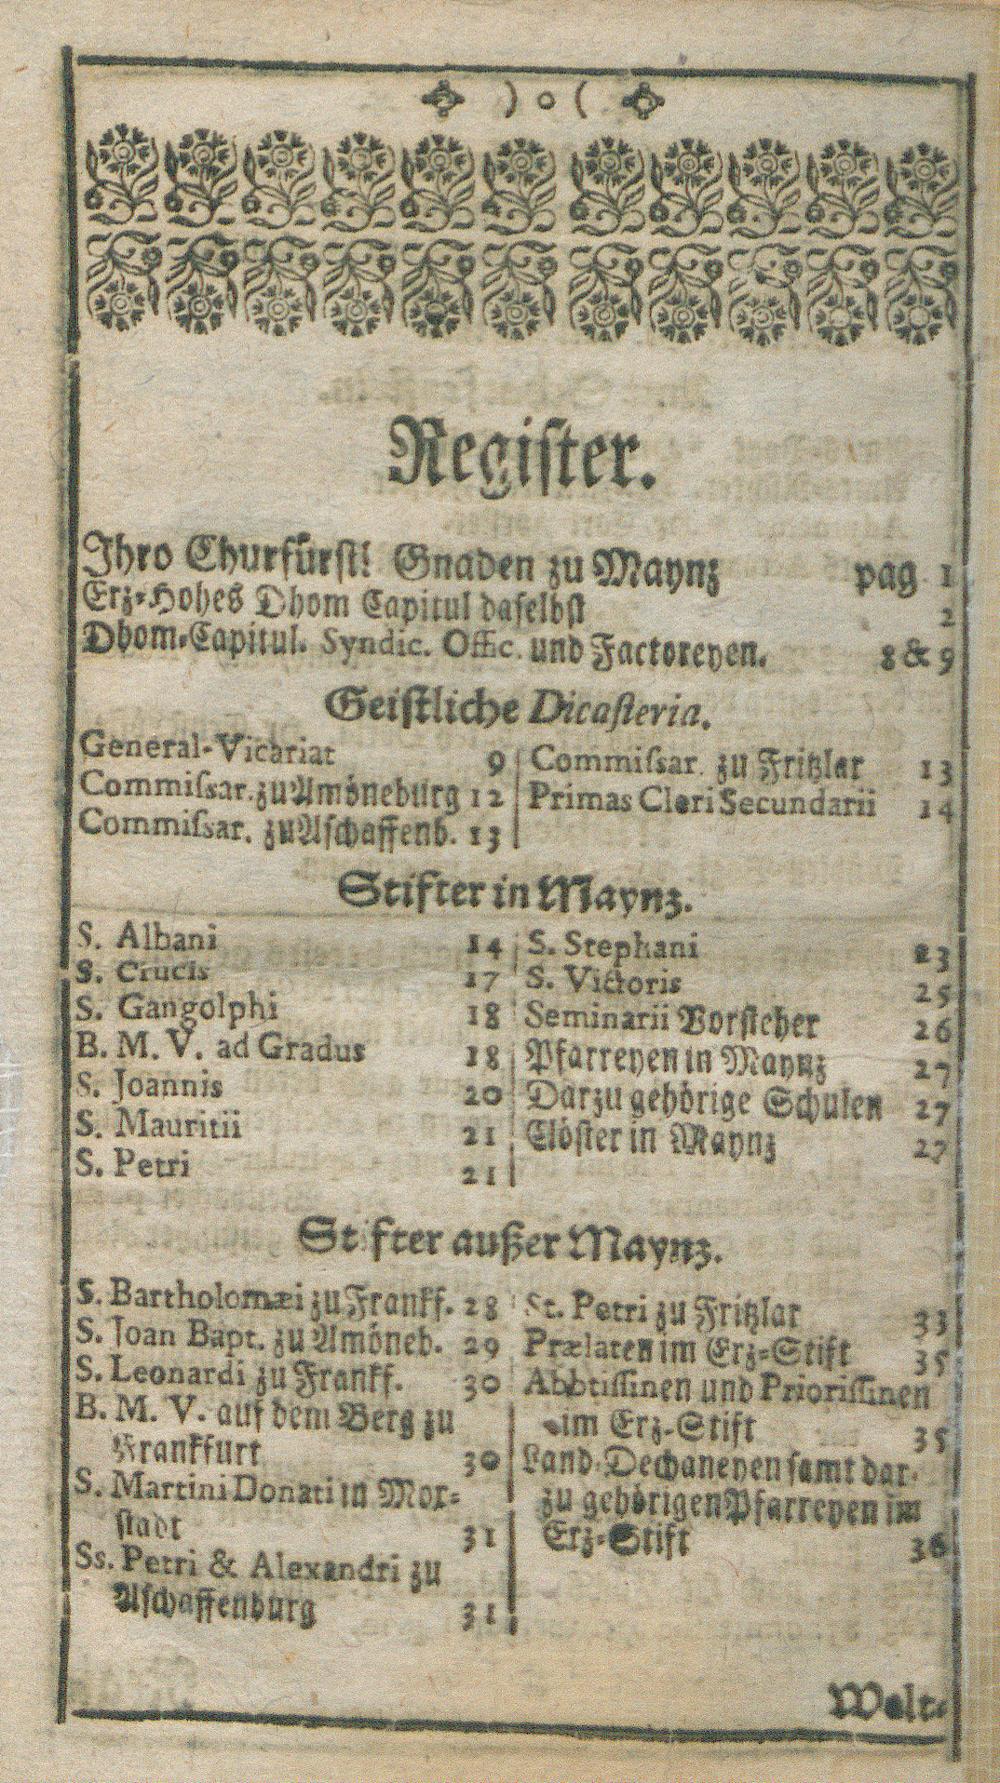 ) o (
Register.
Ihro Churfürstl Gnaden zu Maynz pag 1
Erz-Hohes Dhom Capitul daselbst 2
Dhom-Capitul. Syndic. Offic. und Factoreyen. 8 & 9
Geistliche Dicasteria.
General-Vicariat 9
Commissar. zu Amöneburg 12
Commissar. zu Aschaffenb. 13
Commissar. zu Fritzlar 13
Primas Cleri Secundarii 14
Stifter in Maynz.
S. Albani 14
S. Crucis 17
S. Gangolphi 18
B. M. V. ad Gradus 18
S. Joannis 20
S. Mauritii 21
S. Petri 21
S. Stephani 23
S. Victoris 25
Seminarii Vorsteher 26
Pfarreyen in Maynz 27
Darzu gehörige Schulen 27
Clöster in Maynz 27
Stifter außer Maynz.
S. Bartholomæi zu Frankf. 28
S. Joan Bapt. zu Amöneb. 29
S. Leonardi zu Frankf. 30
B. M. V. auf dem Berg zu
Frankfurt 30
S. Martini Donati in Mor-
stadt 31
Ss. Petri & Alexandri zu
Aschaffenburg 31
St. Petri zu Fritzlar 33
Prælaten im Erz-Stift 35
Abbtissinen und Priorissinen
im Erz-Stift 35
Land-Dechaneyen samt dar-
zu gehörigen Pfarreyen im
Erz-Stift 36
Welt-